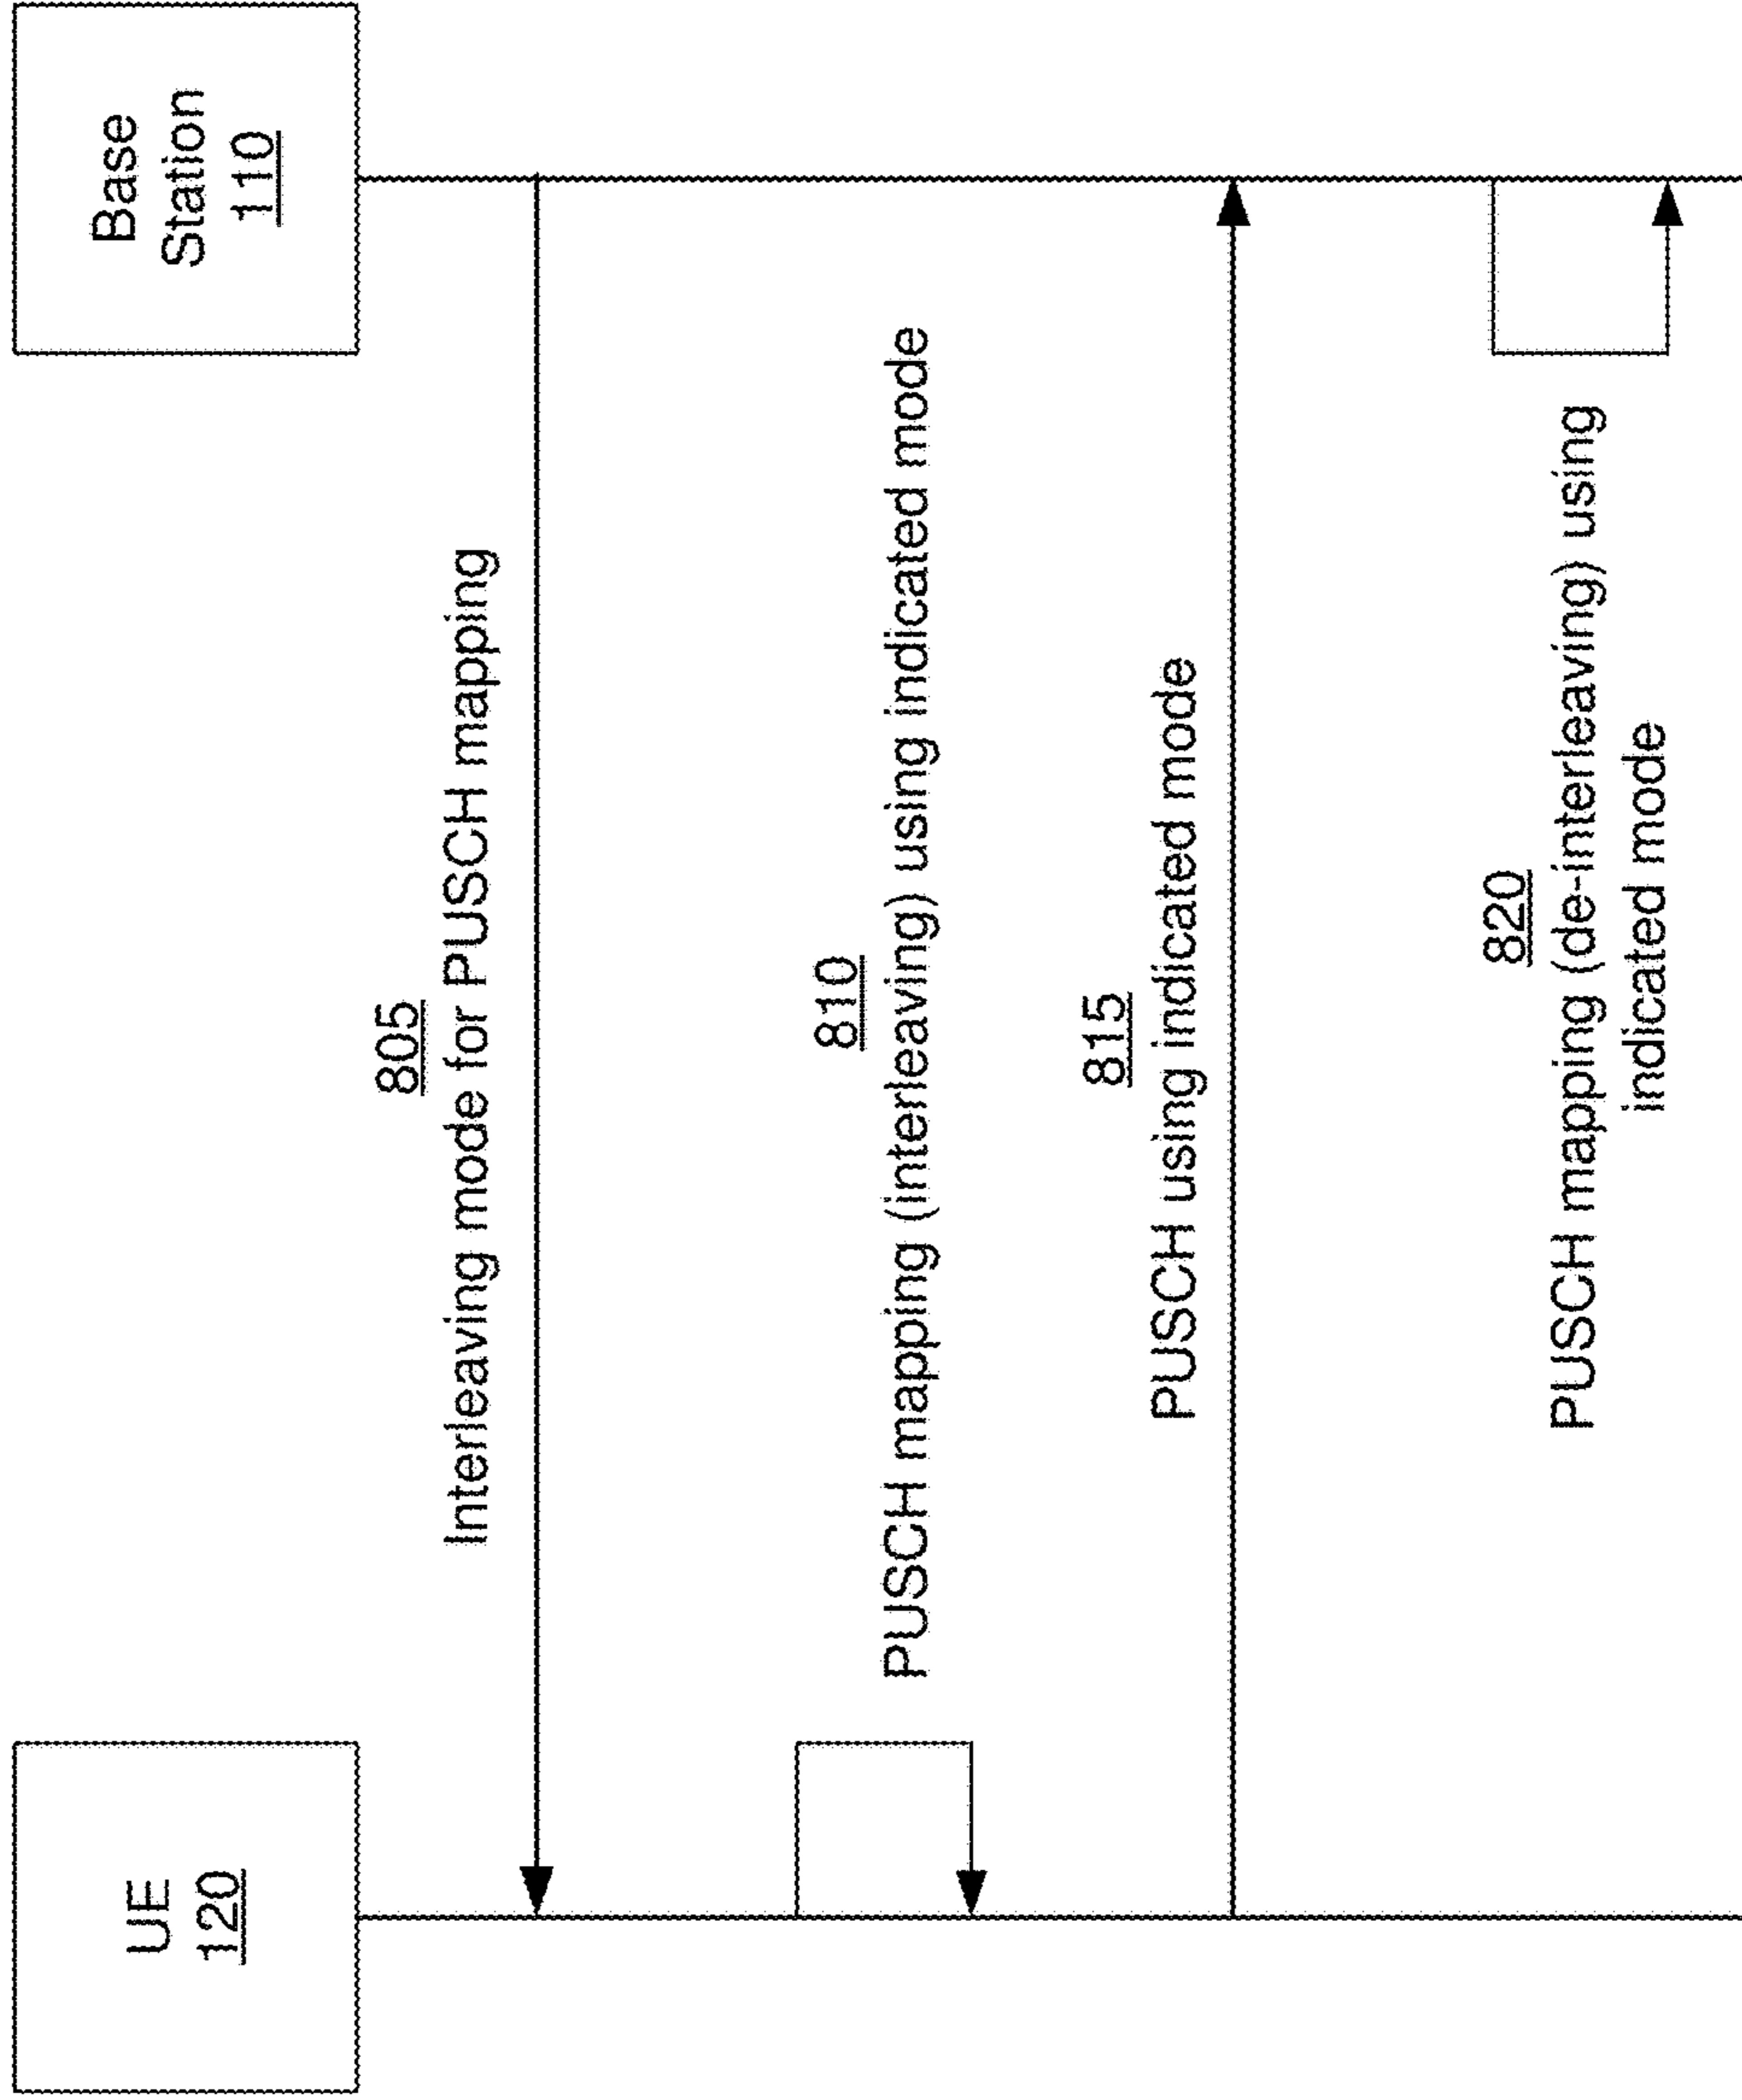 UE
120
Base
Station
110
805
Interleaving mode for PUSCH mapping
810
PUSCH mapping (interleaving) using indicated mode
815
PUSCH using indicated mode
820
PUSCH mapping (de-interleaving) using
indicated mode